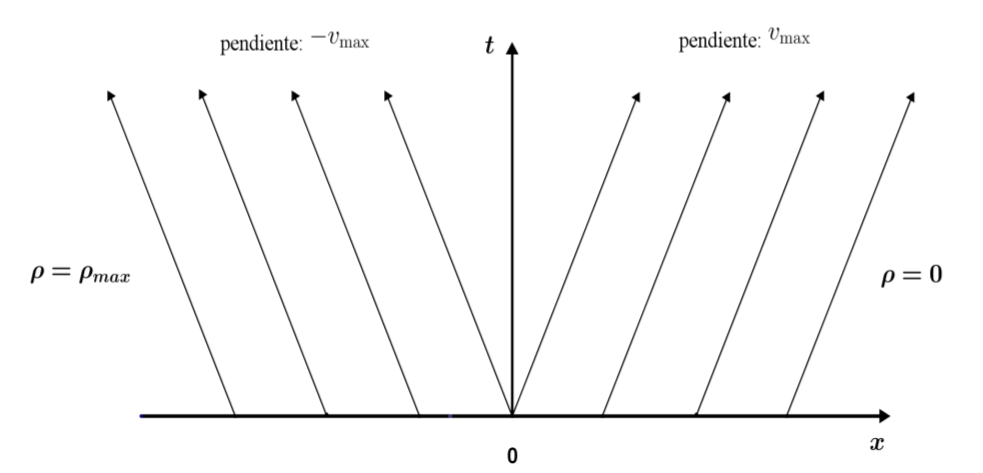 pendiente: −v_max
t
pendiente: v_max
ρ = ρ_max
ρ = 0
x
0